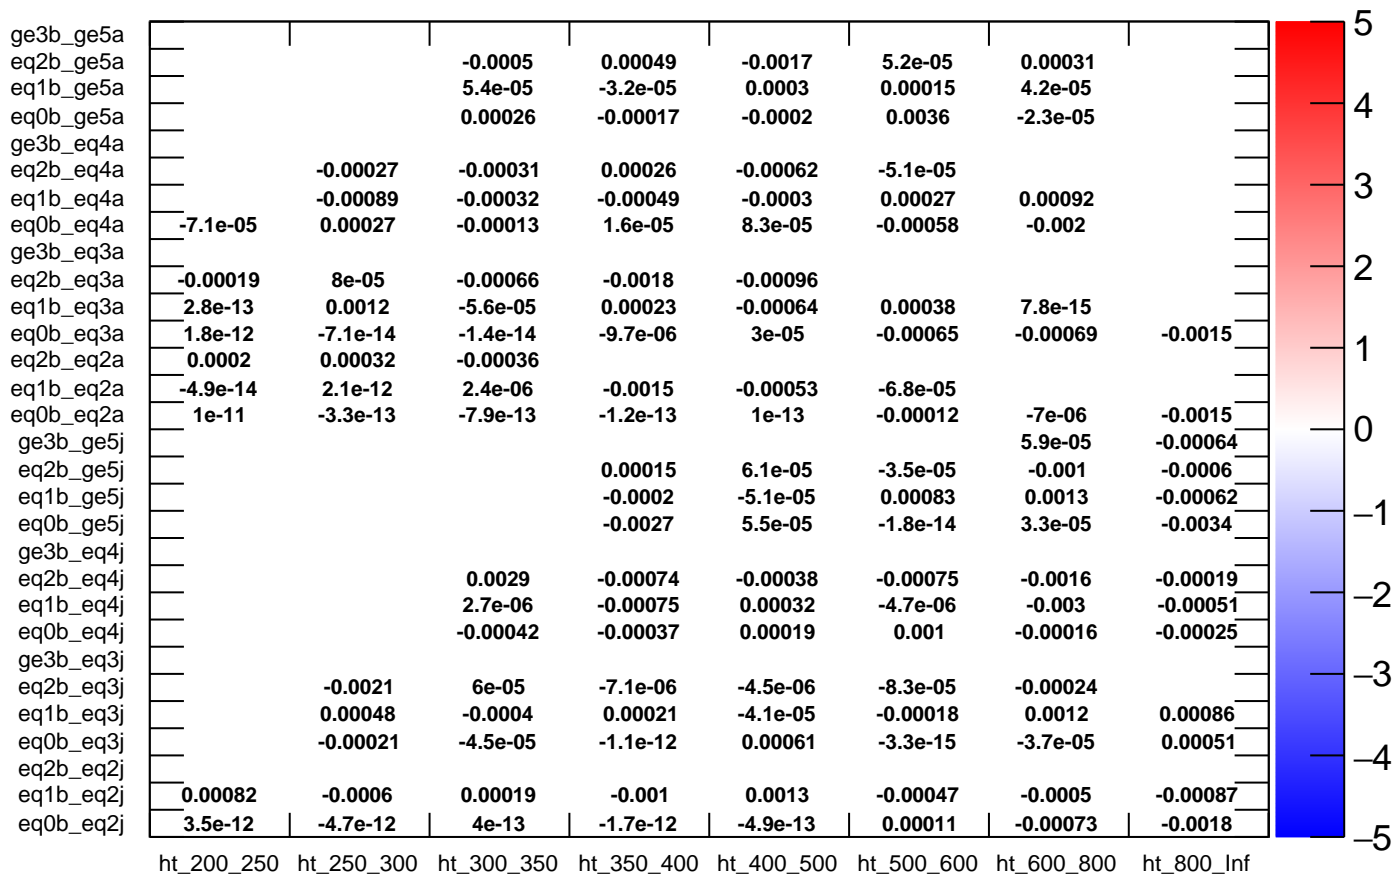 ge3b_ge5a
eq2b_ge5a -0.0005 0.00049 -0.0017 5.2e-05 0.00031
eq1b_ge5a 5.4e-05 -3.2e-05 0.0003 0.00015 4.2e-05
eq0b_ge5a 0.00026 -0.00017 -0.0002 0.0036 -2.3e-05
ge3b_eq4a
eq2b_eq4a -0.00027 -0.00031 0.00026 -0.00062 -5.1e-05
eq1b_eq4a -0.00089 -0.00032 -0.00049 -0.0003 0.00027 0.00092
eq0b_eq4a -7.1e-05 0.00027 -0.00013 1.6e-05 8.3e-05 -0.00058 -0.002
ge3b_eq3a
eq2b_eq3a -0.00019 8e-05 -0.00066 -0.0018 -0.00096
eq1b_eq3a 2.8e-13 0.0012 -5.6e-05 0.00023 -0.00064 0.00038 7.8e-15
eq0b_eq3a 1.8e-12 -7.1e-14 -1.4e-14 -9.7e-06 3e-05 -0.00065 -0.00069 -0.0015
eq2b_eq2a 0.0002 0.00032 -0.00036
eq1b_eq2a -4.9e-14 2.1e-12 2.4e-06 -0.0015 -0.00053 -6.8e-05
eq0b_eq2a 1e-11 -3.3e-13 -7.9e-13 -1.2e-13 1e-13 -0.00012 -7e-06 -0.0015
ge3b_ge5j 5.9e-05 -0.00064
eq2b_ge5j 0.00015 6.1e-05 -3.5e-05 -0.001 -0.0006
eq1b_ge5j -0.0002 -5.1e-05 0.00083 0.0013 -0.00062
eq0b_ge5j -0.0027 5.5e-05 -1.8e-14 3.3e-05 -0.0034
ge3b_eq4j
eq2b_eq4j 0.0029 -0.00074 -0.00038 -0.00075 -0.0016 -0.00019
eq1b_eq4j 2.7e-06 -0.00075 0.00032 -4.7e-06 -0.003 -0.00051
eq0b_eq4j -0.00042 -0.00037 0.00019 0.001 -0.00016 -0.00025
ge3b_eq3j
eq2b_eq3j -0.0021 6e-05 -7.1e-06 -4.5e-06 -8.3e-05 -0.00024
eq1b_eq3j 0.00048 -0.0004 0.00021 -4.1e-05 -0.00018 0.0012 0.00086
eq0b_eq3j -0.00021 -4.5e-05 -1.1e-12 0.00061 -3.3e-15 -3.7e-05 0.00051
eq2b_eq2j
eq1b_eq2j 0.00082 -0.0006 0.00019 -0.001 0.0013 -0.00047 -0.0005 -0.00087
eq0b_eq2j 3.5e-12 -4.7e-12 4e-13 -1.7e-12 -4.9e-13 0.00011 -0.00073 -0.0018
ht_200_250 ht_250_300 ht_300_350 ht_350_400 ht_400_500 ht_500_600 ht_600_800 ht_800_Inf
5
4
3
2
1
0
−1
−2
−3
−4
−5